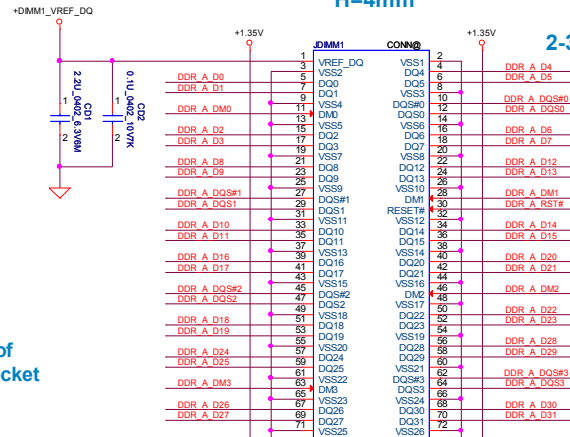 H=4mm
+DIMM1_VREF_DQ
+1.35V
+1.35V
JDIMM1 CONN@
2-3
1 VREF_DQ VSS1 2
3 VSS2 DQ4 4 DDR_A_D4
DDR_A_D0 5 DQ0 DQ5 6 DDR_A_D5
DDR_A_D1 7 DQ1 VSS3 8
9 VSS4 DQS#0 10 DDR_A_DQS#0
DDR_A_DM0 11 DM0 DQS0 12 DDR_A_DQS0
13 VSS5 VSS6 14
DDR_A_D2 15 DQ2 DQ6 16 DDR_A_D6
DDR_A_D3 17 DQ3 DQ7 18 DDR_A_D7
19 VSS7 VSS8 20
DDR_A_D8 21 DQ8 DQ12 22 DDR_A_D12
DDR_A_D9 23 DQ9 DQ13 24 DDR_A_D13
25 VSS9 VSS10 26
DDR_A_DQS#1 27 DQS#1 DM1 28 DDR_A_DM1
DDR_A_DQS1 29 DQS1 RESET# 30 DDR_A_RST#
31 VSS11 VSS12 32
DDR_A_D10 33 DQ10 DQ14 34 DDR_A_D14
DDR_A_D11 35 DQ11 DQ15 36 DDR_A_D15
37 VSS13 VSS14 38
DDR_A_D16 39 DQ16 DQ20 40 DDR_A_D20
DDR_A_D17 41 DQ17 DQ21 42 DDR_A_D21
43 VSS15 VSS16 44
DDR_A_DQS#2 45 DQS#2 DM2 46 DDR_A_DM2
DDR_A_DQS2 47 DQS2 VSS17 48
49 VSS18 DQ22 50 DDR_A_D22
DDR_A_D18 51 DQ18 DQ23 52 DDR_A_D23
DDR_A_D19 53 DQ19 VSS19 54
55 VSS20 DQ28 56 DDR_A_D28
DDR_A_D24 57 DQ24 DQ29 58 DDR_A_D29
DDR_A_D25 59 DQ25 VSS21 60
61 VSS22 DQS#3 62 DDR_A_DQS#3
DDR_A_DM3 63 DM3 DQS3 64 DDR_A_DQS3
65 VSS23 VSS24 66
DDR_A_D26 67 DQ26 DQ30 68 DDR_A_D30
DDR_A_D27 69 DQ27 DQ31 70 DDR_A_D31
71 VSS25 VSS26 72
1
2
CD1
2.2U_0402_6.3V6M
1
2
CD2
0.1U_0402_10V7K
of
cket